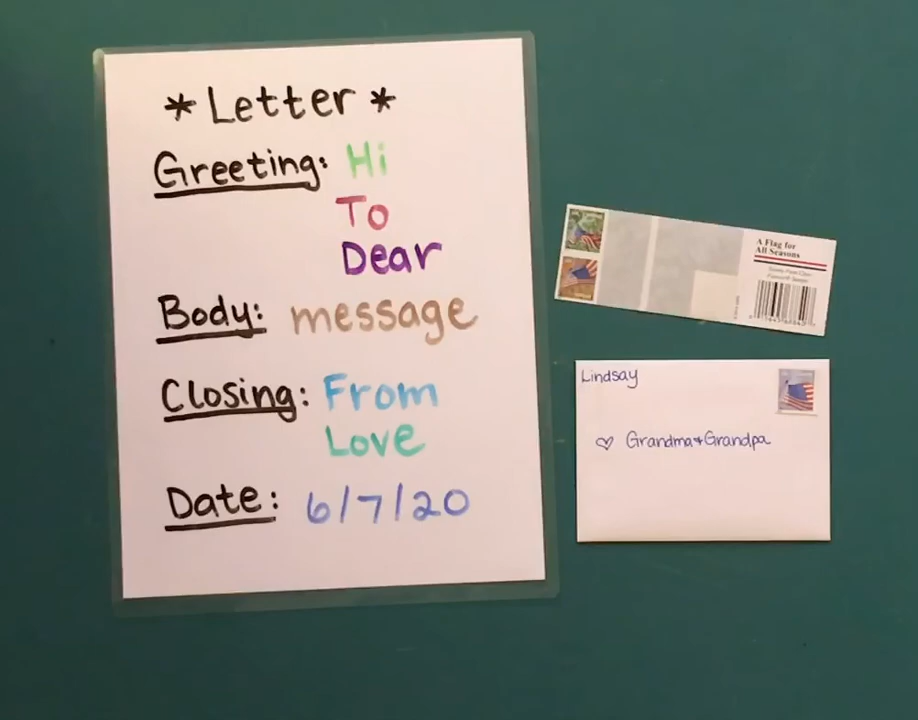 * Letter *
Greeting: Hi
To
Dear
Body: message
Closing: From
Love
Date: 6/7/20
A Flag for
All Seasons
Lindsay
♡ Grandma + Grandpa